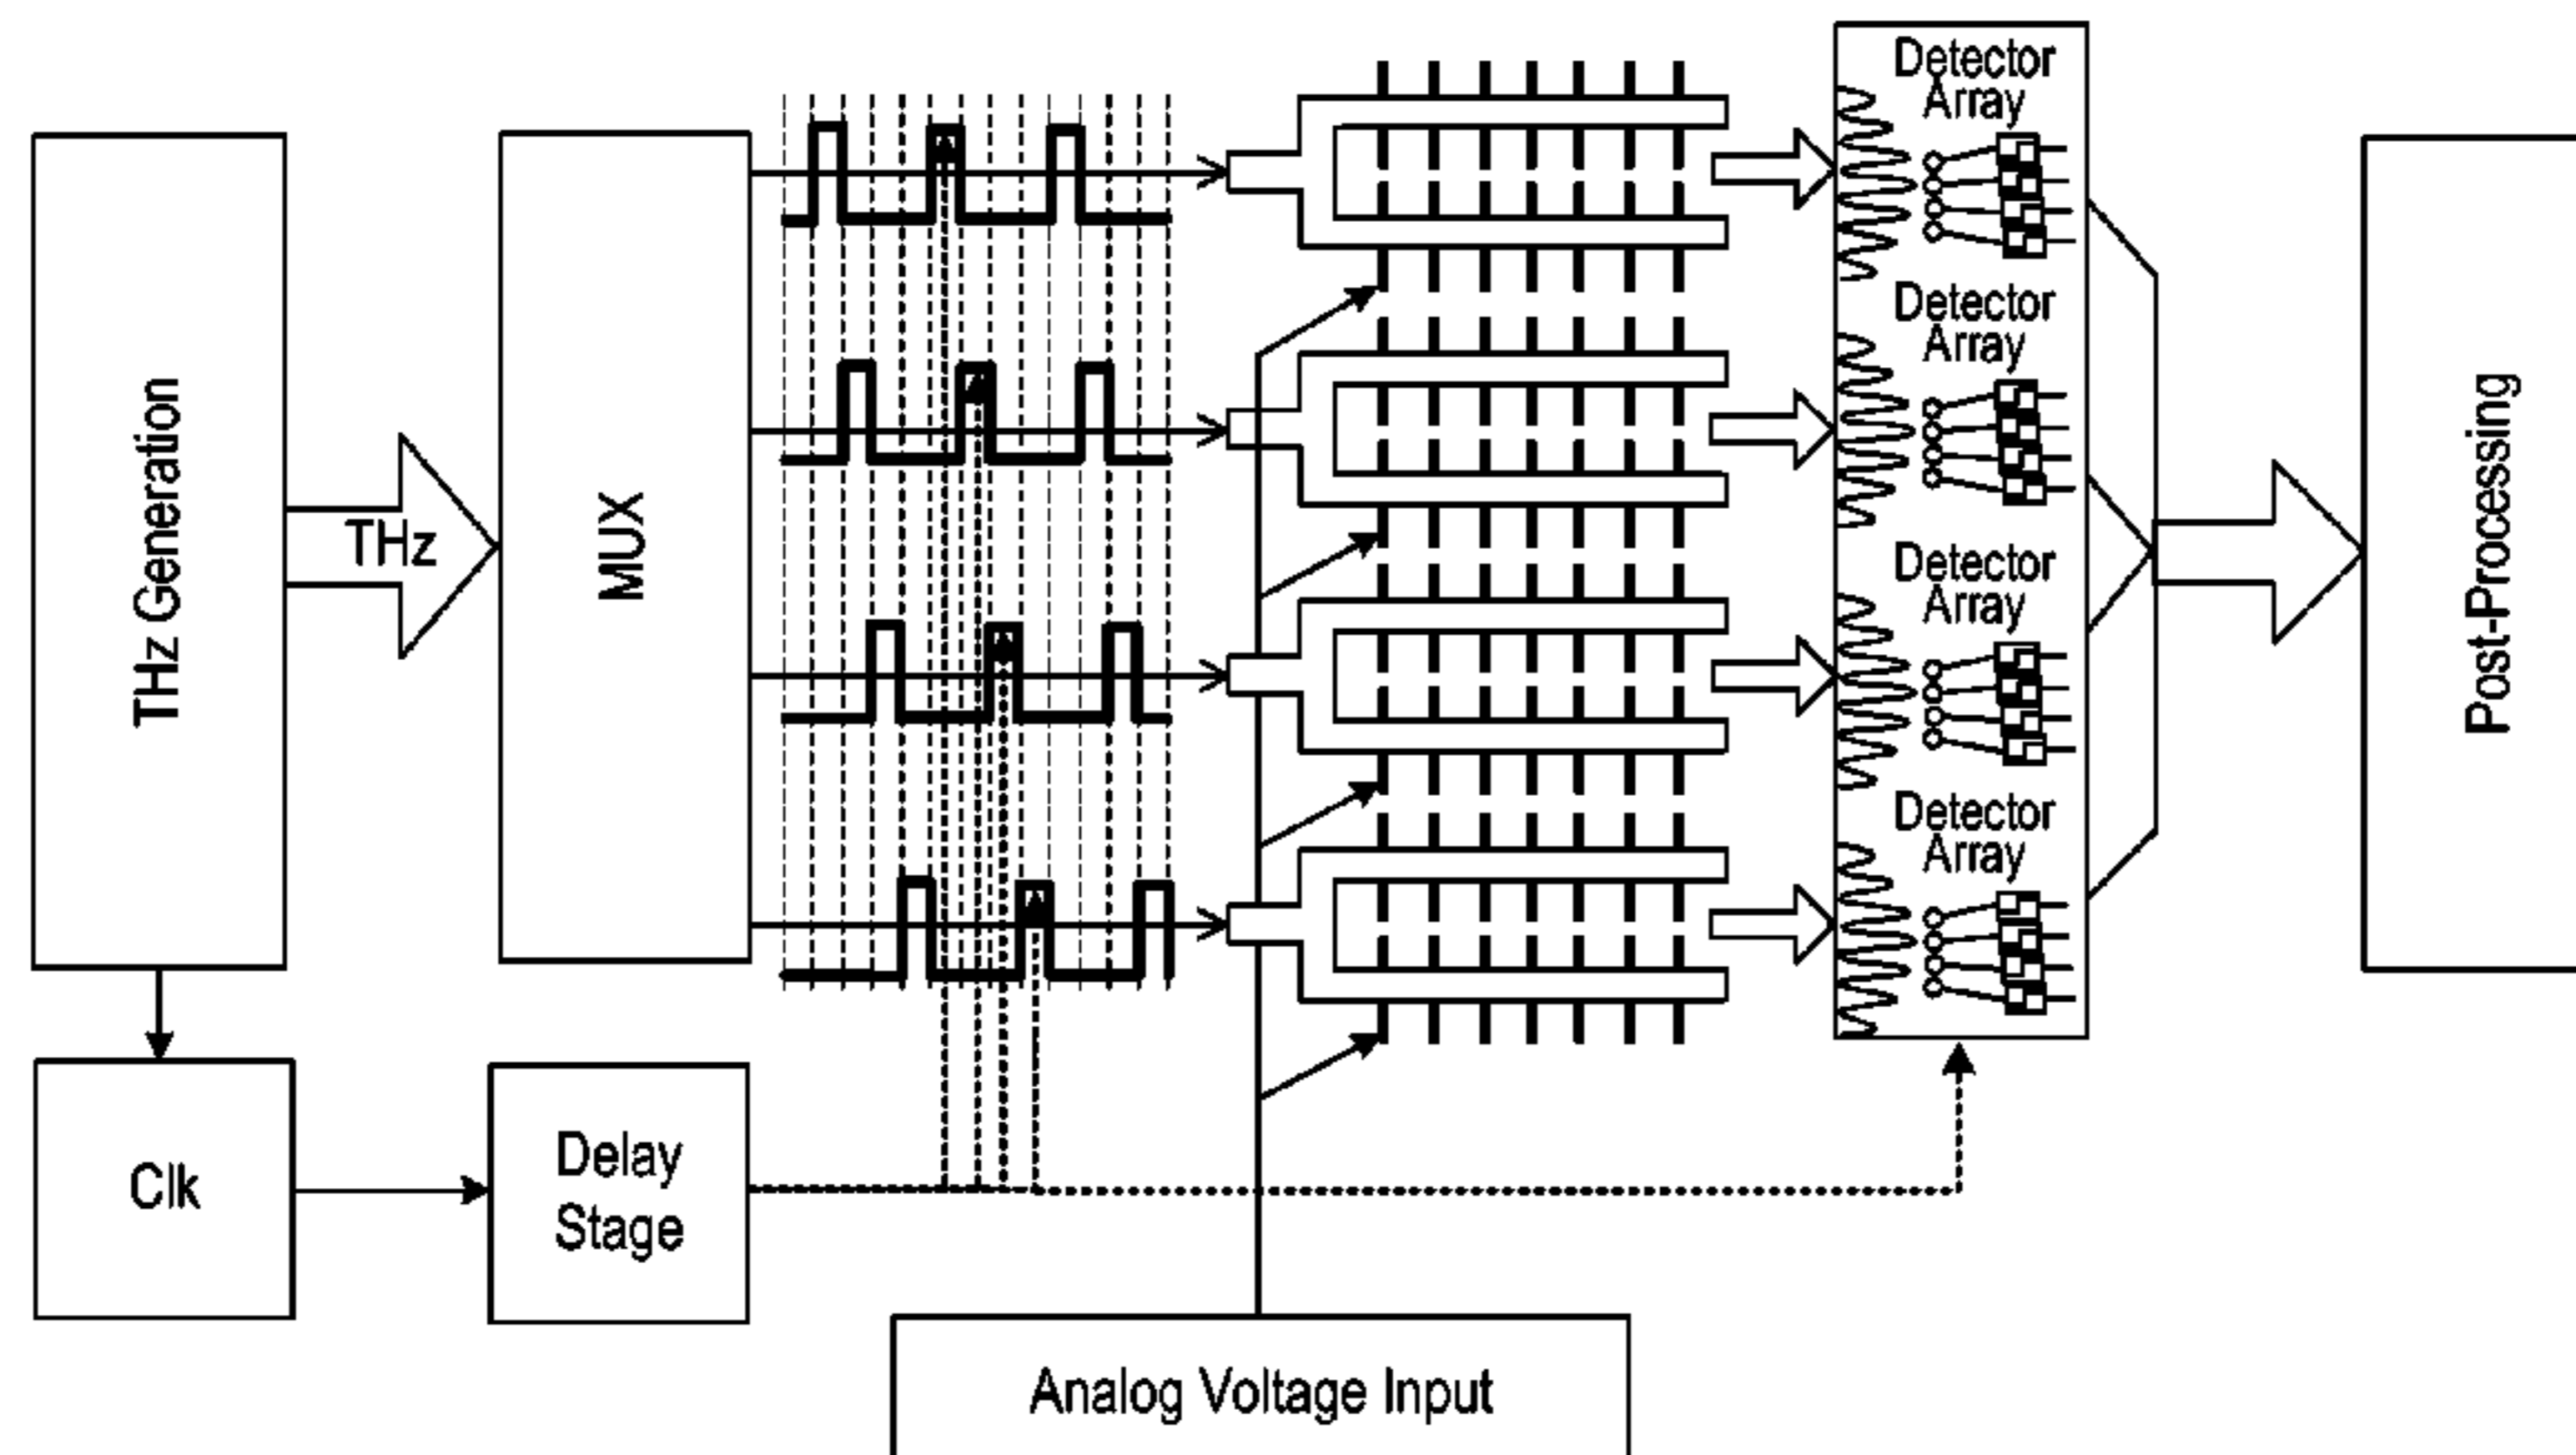 THz Generation
THz
MUX
Detector
Array
Detector
Array
Detector
Array
Detector
Array
Post-Processing
Clk
Delay
Stage
Analog Voltage Input